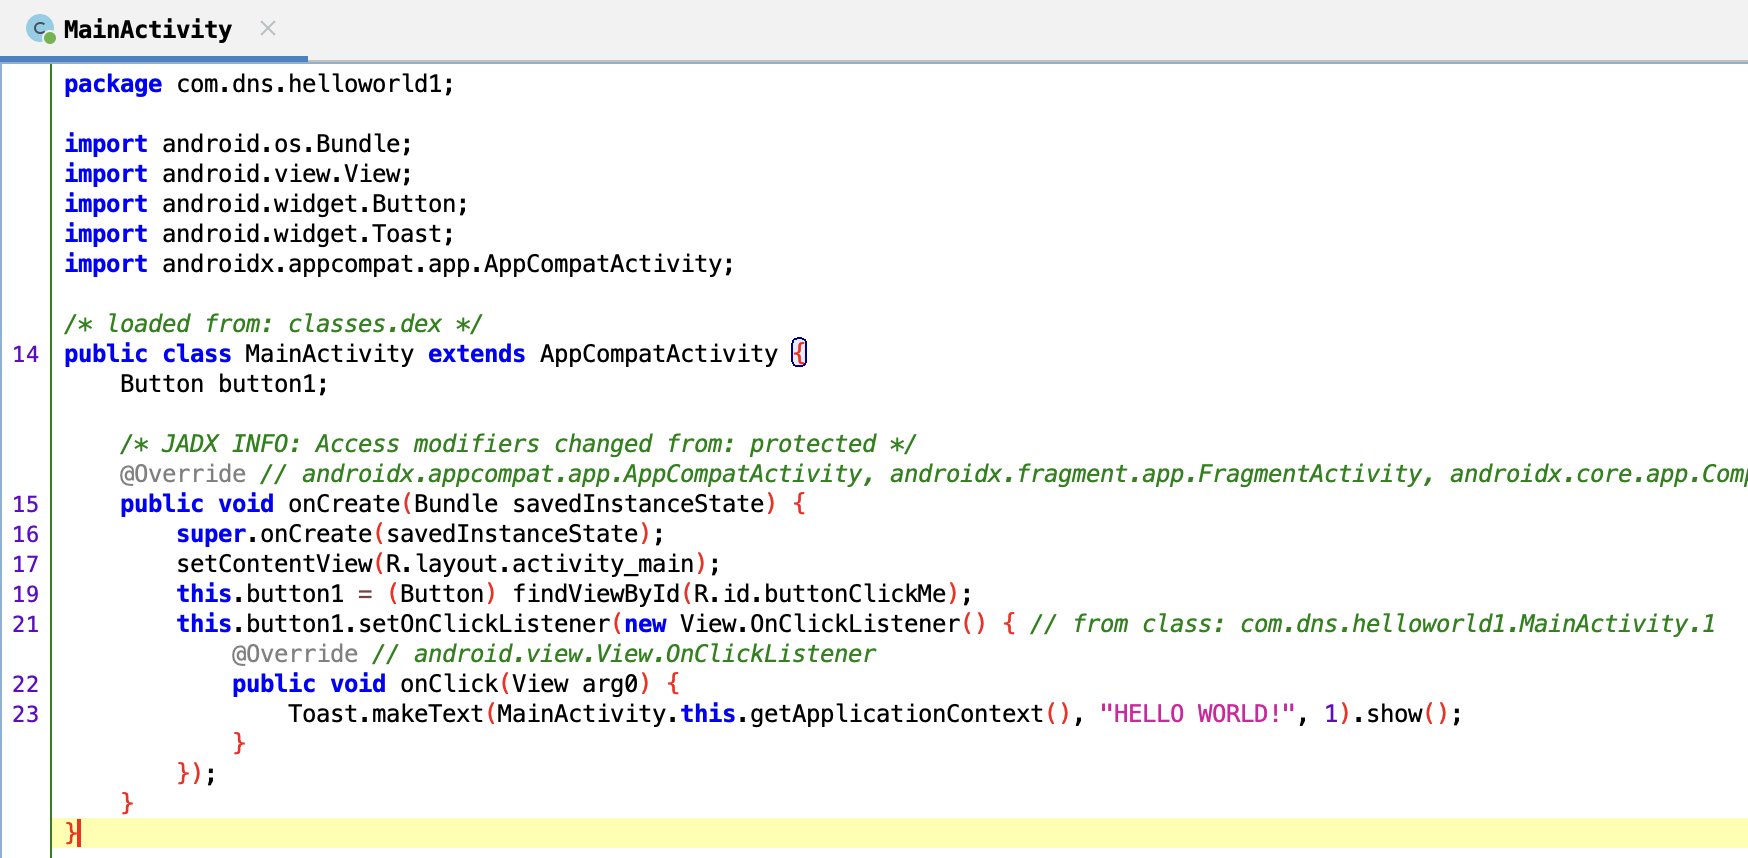 MainActivity
package com.dns.helloworld1;
import android.os.Bundle;
import android.view.View;
import android.widget.Button;
import android.widget.Toast;
import androidx.appcompat.app.AppCompatActivity;
/* loaded from: classes.dex */
14 public class MainActivity extends AppCompatActivity {
Button button1;
/* JADX INFO: Access modifiers changed from: protected */
@Override // androidx.appcompat.app.AppCompatActivity, androidx.fragment.app.FragmentActivity, androidx.core.app.Comp
15 public void onCreate(Bundle savedInstanceState) {
16 super.onCreate(savedInstanceState);
17 setContentView(R.layout.activity_main);
19 this.button1 = (Button) findViewById(R.id.buttonClickMe);
21 this.button1.setOnClickListener(new View.OnClickListener() { // from class: com.dns.helloworld1.MainActivity.1
@Override // android.view.View.OnClickListener
22 public void onClick(View arg0) {
23 Toast.makeText(MainActivity.this.getApplicationContext(), "HELLO WORLD!", 1).show();
}
});
}
}